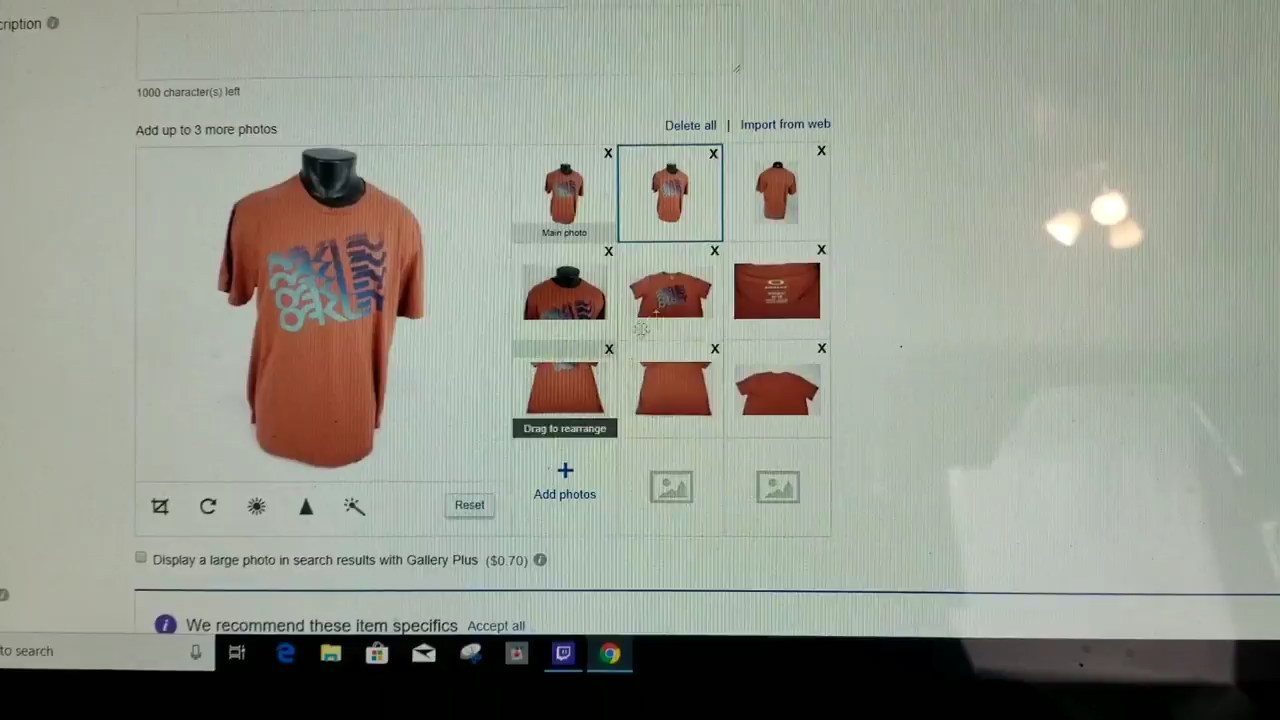 cription
1000 character(s) left
Add up to 3 more photos
Delete all | Import from web
X X X
Main photo
X X X
X X X
Drag to rearrange
+
Add photos
Reset
Display a large photo in search results with Gallery Plus ($0.70)
We recommend these item specifics Accept all
to search